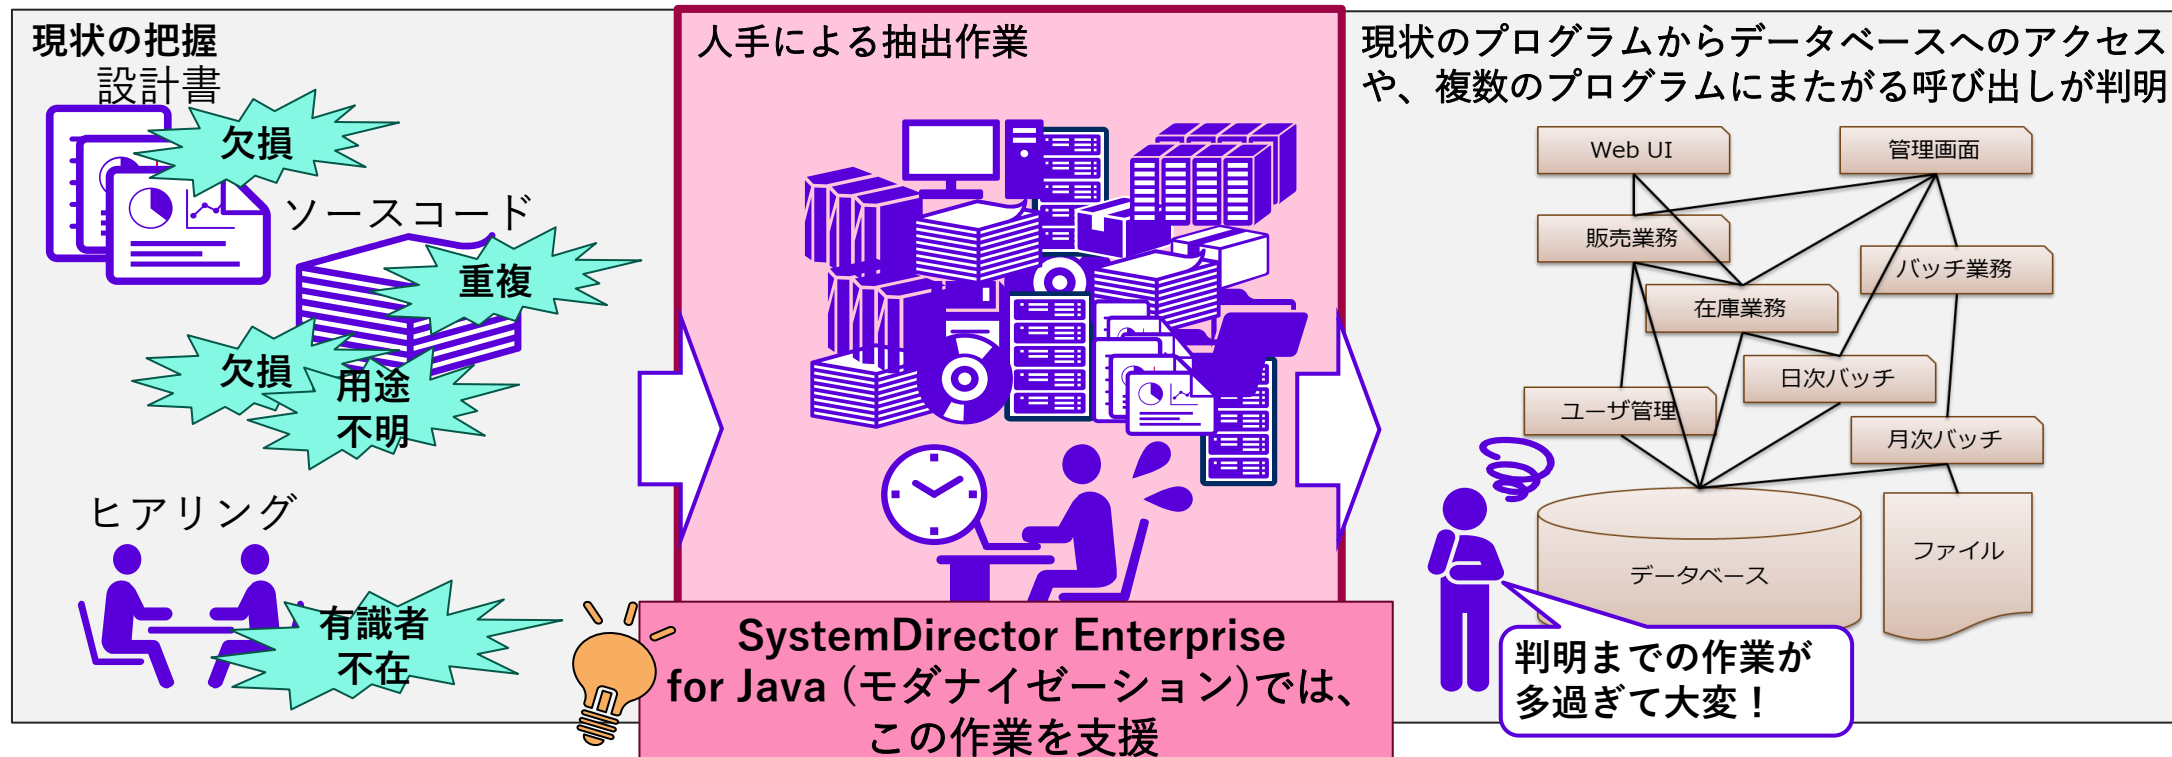 現状の把握
設計書
欠損
ソースコード
重複
欠損
用途
不明
ヒアリング
有識者
不在
人手による抽出作業
SystemDirector Enterprise
for Java (モダナイゼーション)では、
この作業を支援
現状のプログラムからデータベースへのアクセス
や、複数のプログラムにまたがる呼び出しが判明
Web UI
管理画面
販売業務
バッチ業務
在庫業務
日次バッチ
ユーザ管理
月次バッチ
データベース
ファイル
判明までの作業が
多過ぎて大変！